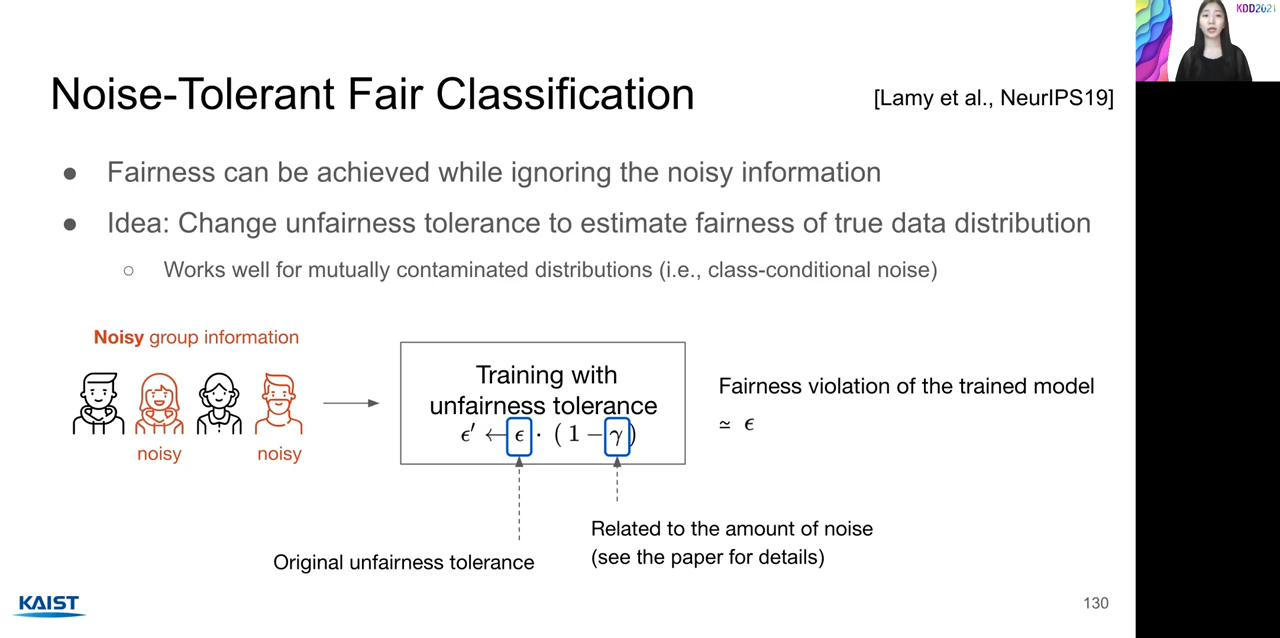 KDD2021
Noise-Tolerant Fair Classification
[Lamy et al., NeurIPS19]
● Fairness can be achieved while ignoring the noisy information
● Idea: Change unfairness tolerance to estimate fairness of true data distribution
○ Works well for mutually contaminated distributions (i.e., class-conditional noise)
Noisy group information
noisy
noisy
Training with
unfairness tolerance
ϵ′ ← ϵ · (1 − γ)
Fairness violation of the trained model
≃ ϵ
Original unfairness tolerance
Related to the amount of noise
(see the paper for details)
KAIST
130